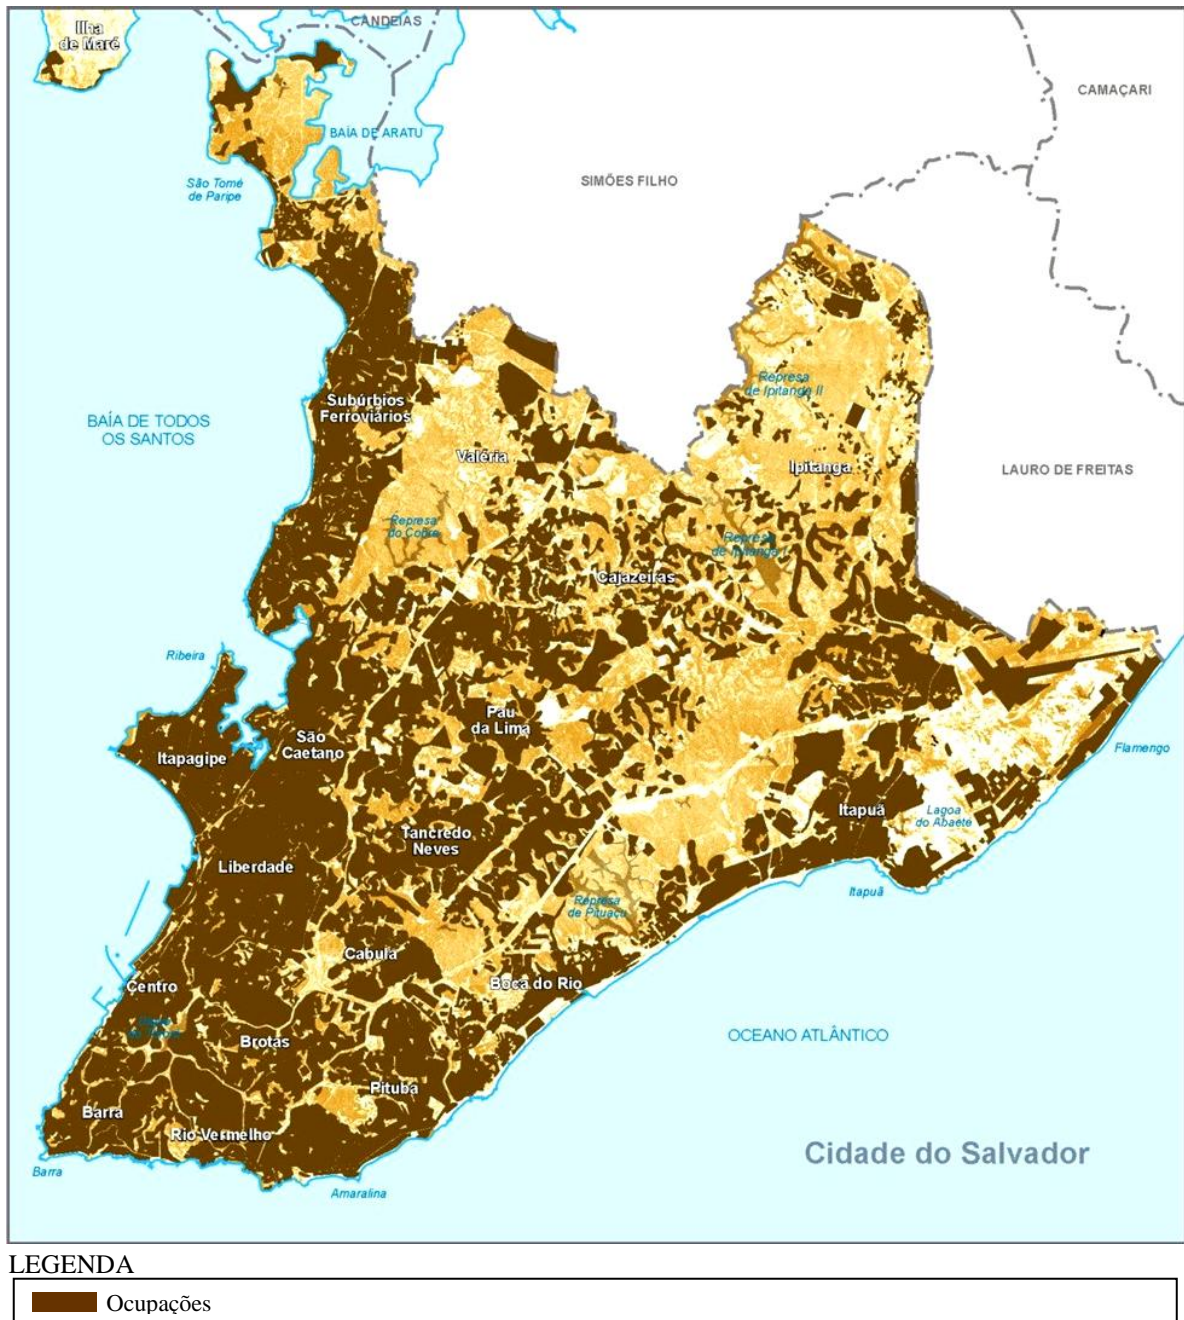 Ilha
de Maré
CANDEIAS
CAMAÇARI
BAÍA DE ARATU
SIMÕES FILHO
São Tomé
de Paripe
Represa
de Ipitanga II
Subúrbios
Ferroviários
BAÍA DE TODOS
OS SANTOS
Valéria
Ipitanga
LAURO DE FREITAS
Represa
do Cobre
Represa
de Ipitanga I
Cajazeiras
Ribeira
Pau
da Lima
São
Caetano
Itapagipe
Flamengo
Itapuã
Lagoa
do Abaeté
Tancredo
Neves
Liberdade
Itapuã
Represa
de Pituaçu
Cabula
Boca do Rio
Centro
Brotas
OCEANO ATLÂNTICO
Pituba
Barra
Rio Vermelho
Cidade do Salvador
Barra
Amaralina
LEGENDA
Ocupações